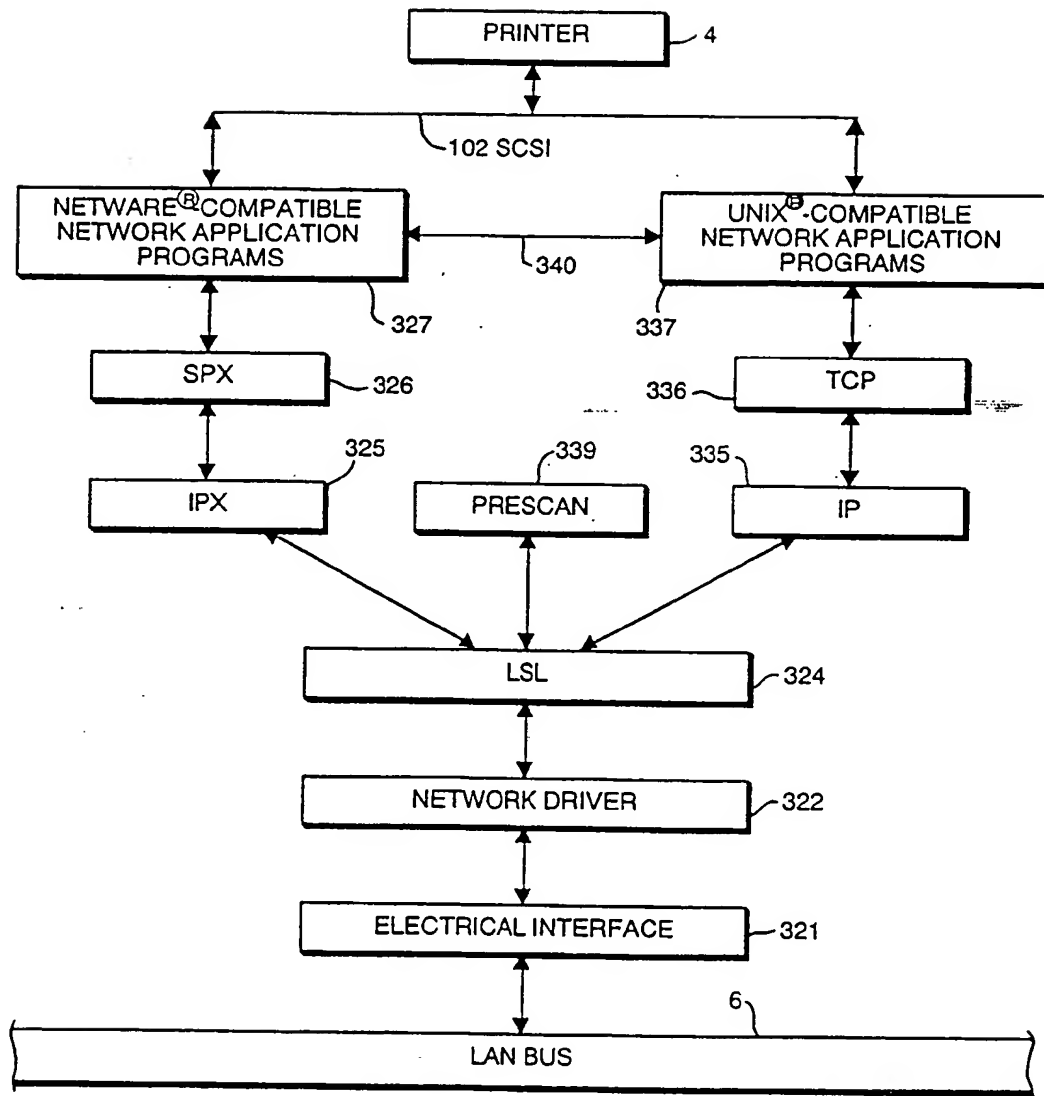 PRINTER
4
102 SCSI
NETWARE®-COMPATIBLE
NETWORK APPLICATION
PROGRAMS
UNIX®-COMPATIBLE
NETWORK APPLICATION
PROGRAMS
340
327
337
SPX
326
TCP
336
325
339
335
IPX
PRESCAN
IP
LSL
324
NETWORK DRIVER
322
ELECTRICAL INTERFACE
321
6
LAN BUS